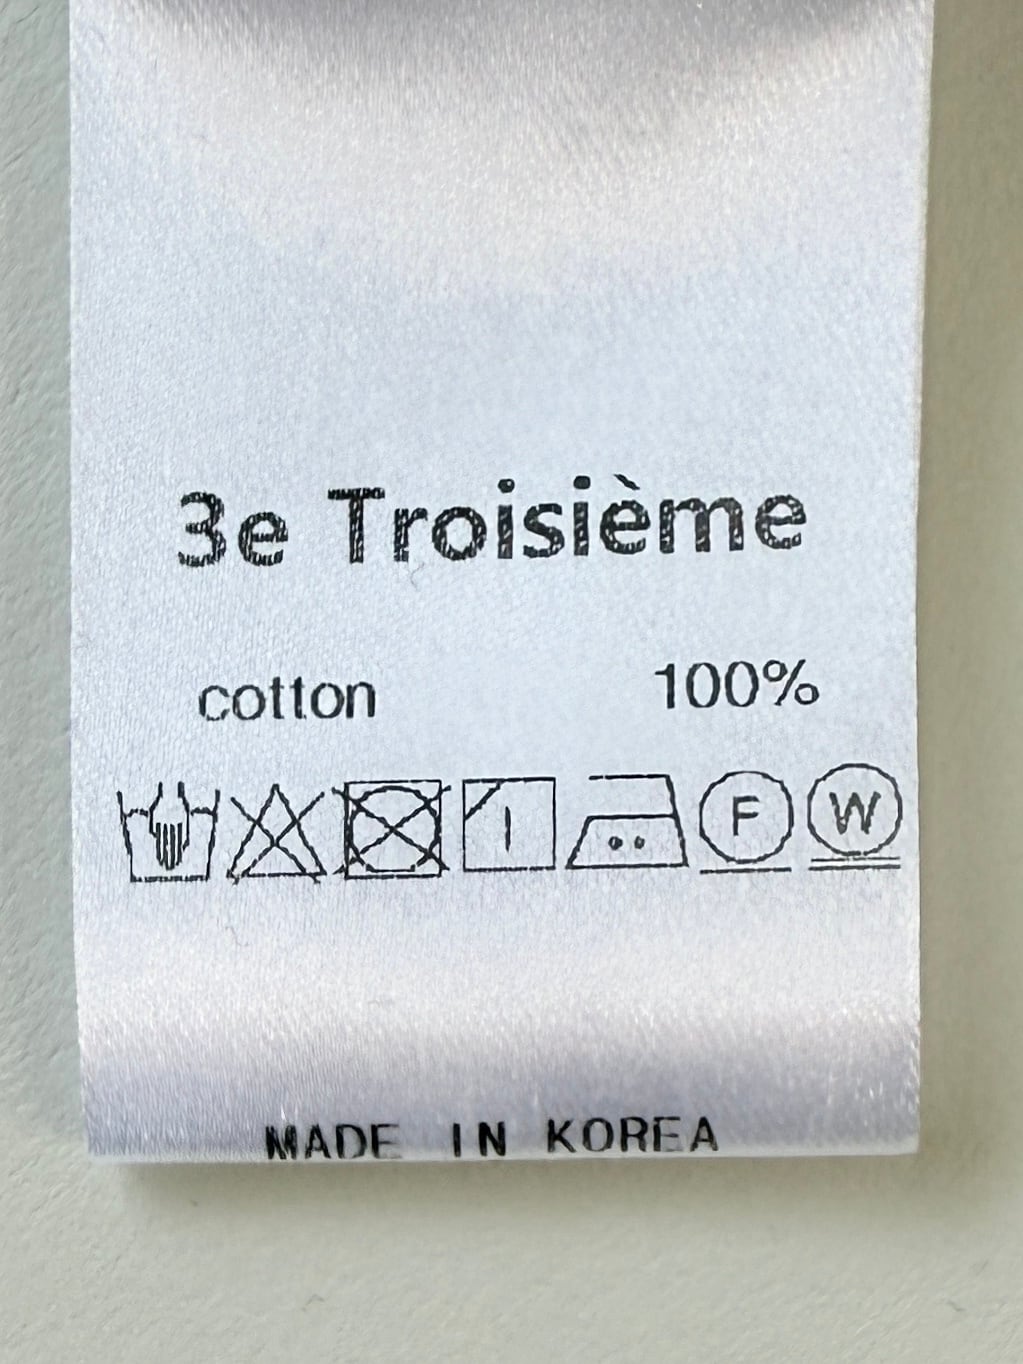 3e Troisième
cotton 100%
F W
MADE IN KOREA